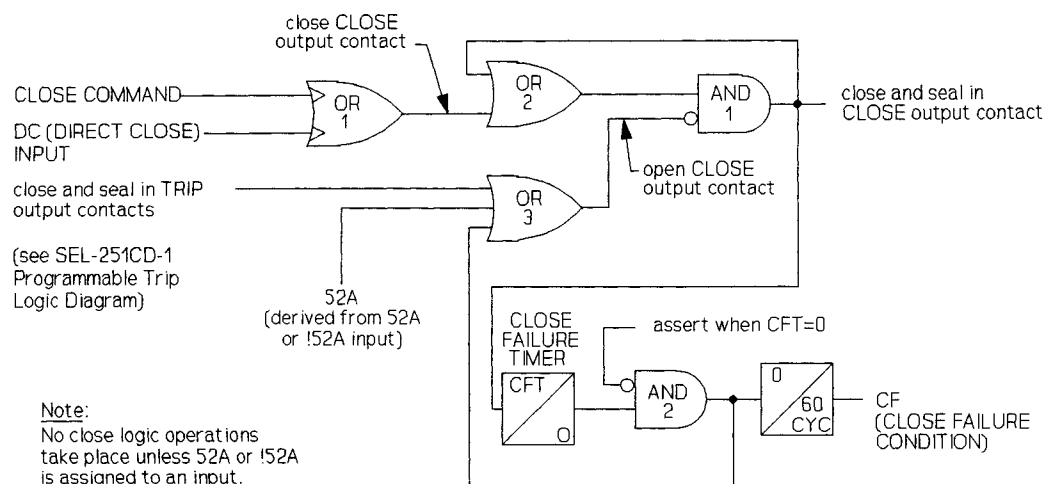 close CLOSE
output contact
CLOSE COMMAND
DC (DIRECT CLOSE)
INPUT
OR
1
OR
2
AND
1
close and seal in
CLOSE output contact
open CLOSE
output contact
close and seal in TRIP
output contacts
OR
3
(see SEL-251CD-1
Programmable Trip
Logic Diagram)
52A
(derived from 52A
or !52A input)
CLOSE
FAILURE
TIMER
CFT
0
assert when CFT=0
AND
2
0
60
CYC
CF
(CLOSE FAILURE
CONDITION)
Note:
No close logic operations
take place unless 52A or !52A
is assigned to an input.